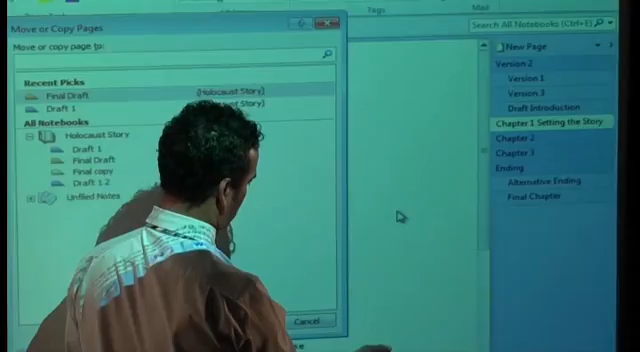 Tags
Mail
Move or Copy Pages
Search All Notebooks (Ctrl+E)
Move or copy page to:
New Page
Recent Picks
Final Draft (Holocaust Story)
Draft 1 Story)
All Notebooks
Holocaust Story
Draft 1
Final Draft
Final copy
Draft 1 2
Unfiled Notes
Cancel
Version 2
Version 1
Version 3
Draft Introduction
Chapter 1 Setting the Story
Chapter 2
Chapter 3
Ending
Alternative Ending
Final Chapter